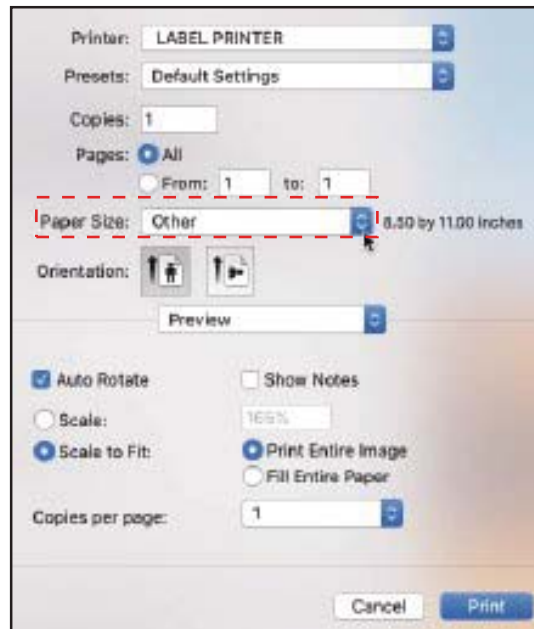 Printer: LABEL PRINTER
Presets: Default Settings
Copies: 1
Pages: All
From: 1 to: 1
Paper Size: Other 8.50 by 11.00 inches
Orientation:
Preview
Auto Rotate Show Notes
Scale: 165%
Scale to Fit: Print Entire Image
Fill Entire Paper
Copies per page: 1
Cancel Print